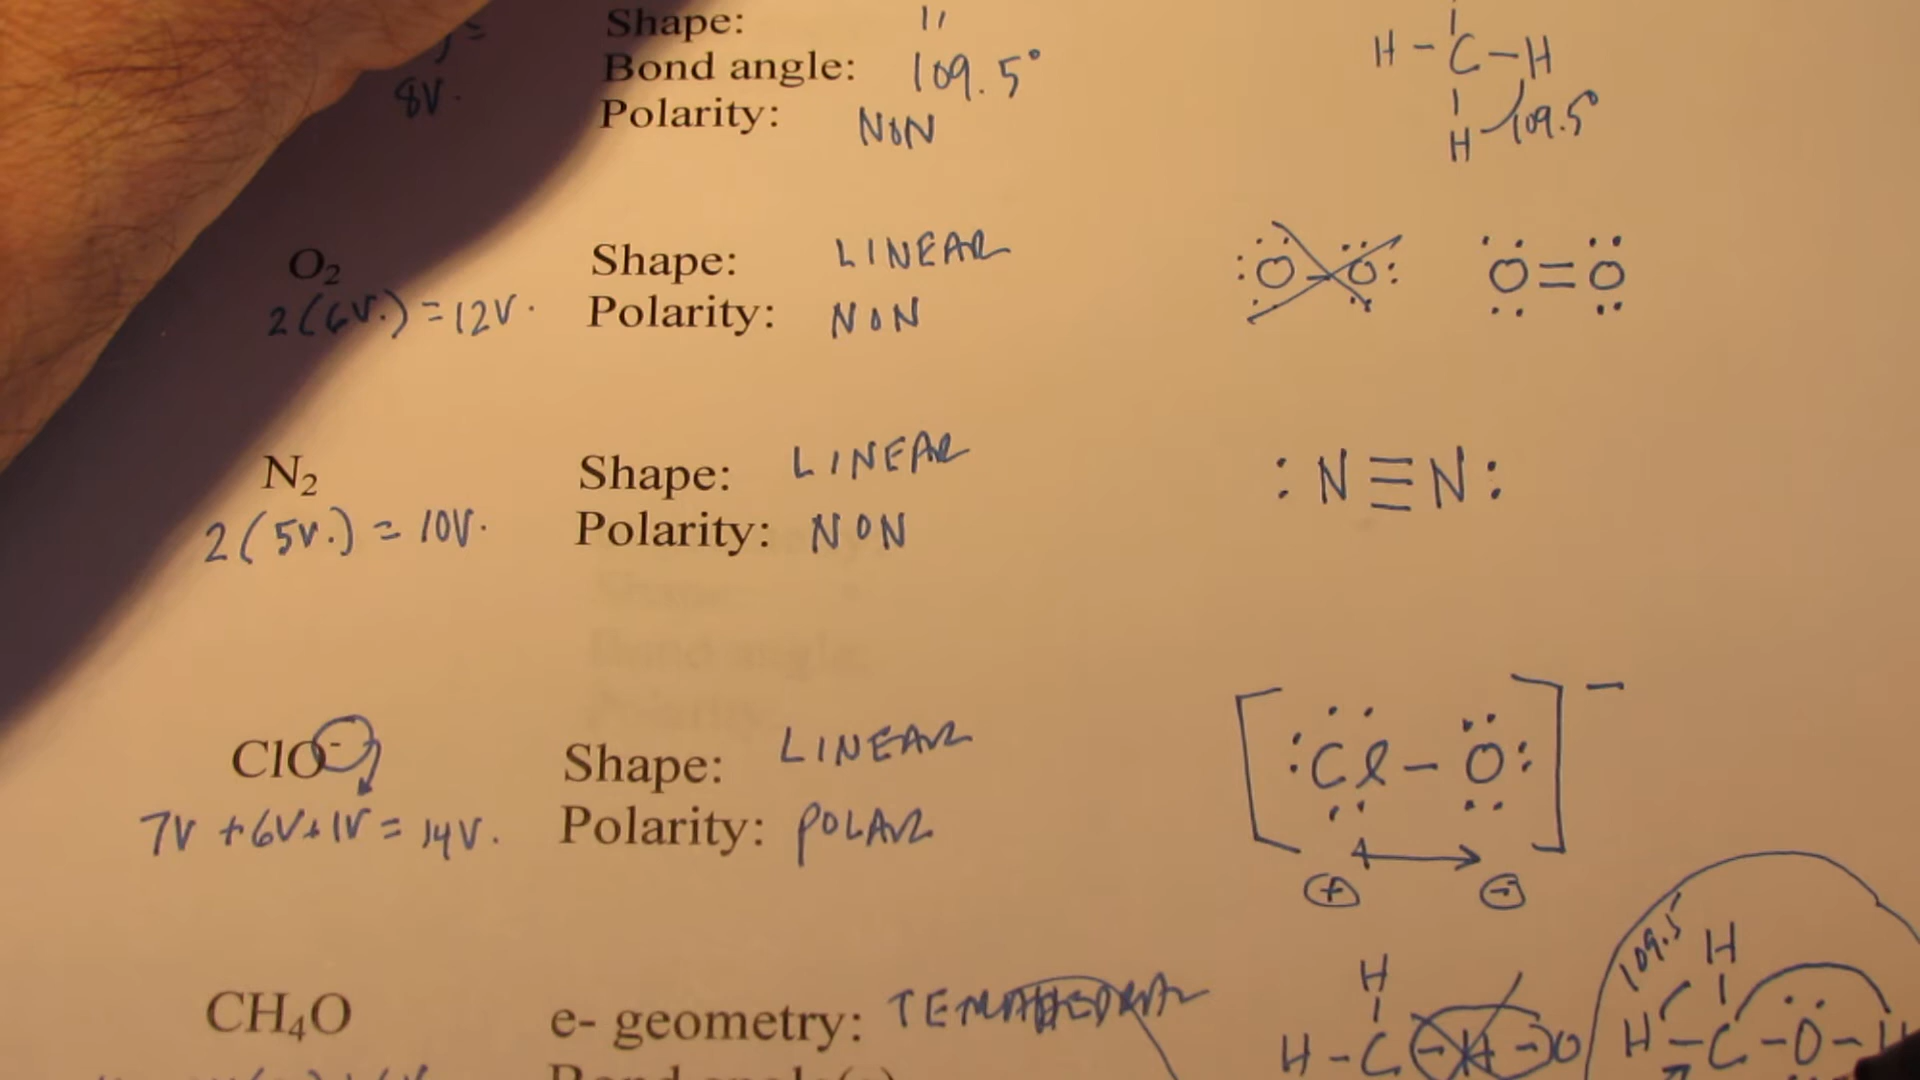 Shape: "
8V.
Bond angle: 109.5°
H - C - H
Polarity: NON
H 109.5°
O₂
Shape: LINEAR
:O - O: O = O
2(6V.) = 12V.
Polarity: NON
N₂
Shape: LINEAR
:N≡N:
2(5V.) = 10V.
Polarity: NON
ClO⁻
Shape: LINEAR
[:Cl - O:]⁻
7V + 6V + 1V = 14V.
Polarity: POLAR
+ -
CH₄O
e- geometry: TETRAHEDRAL
H
H - C - H - O
109.5
H
H - C - O - H